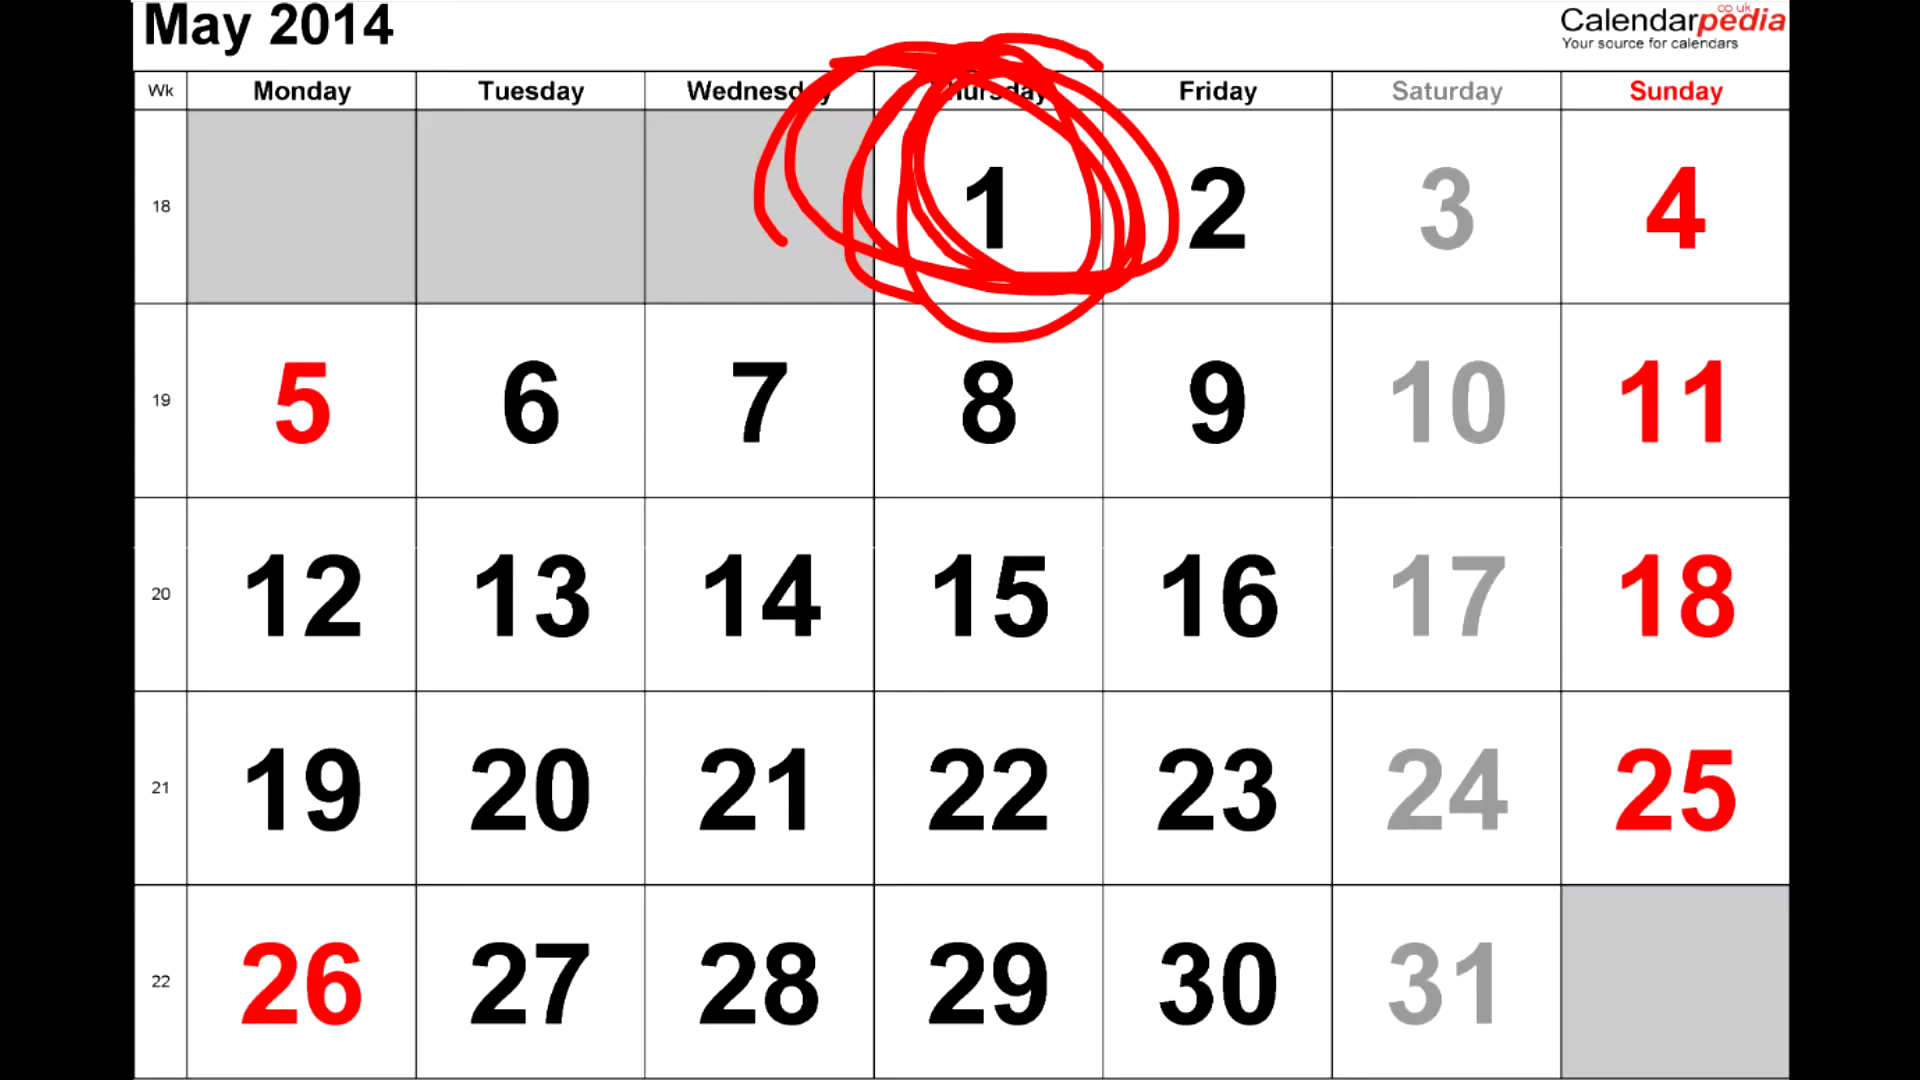 May 2014
Calendarpedia
co.uk
Your source for calendars
Wk Monday Tuesday Wednesday Thursday Friday Saturday Sunday
18 1 2 3 4
19 5 6 7 8 9 10 11
20 12 13 14 15 16 17 18
21 19 20 21 22 23 24 25
22 26 27 28 29 30 31